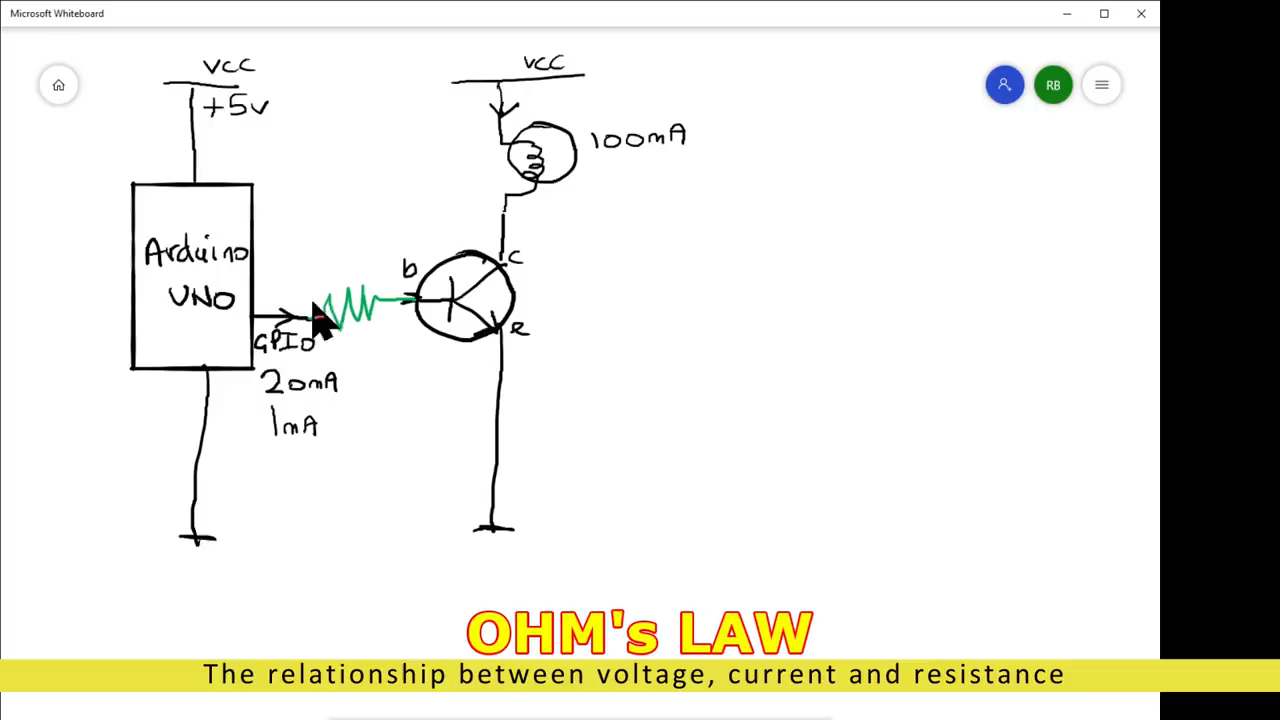 Microsoft Whiteboard
VCC
+5v
VCC
100mA
RB
Arduino
UNO
b
c
e
GPIO
20mA
1mA
OHM's LAW
The relationship between voltage, current and resistance